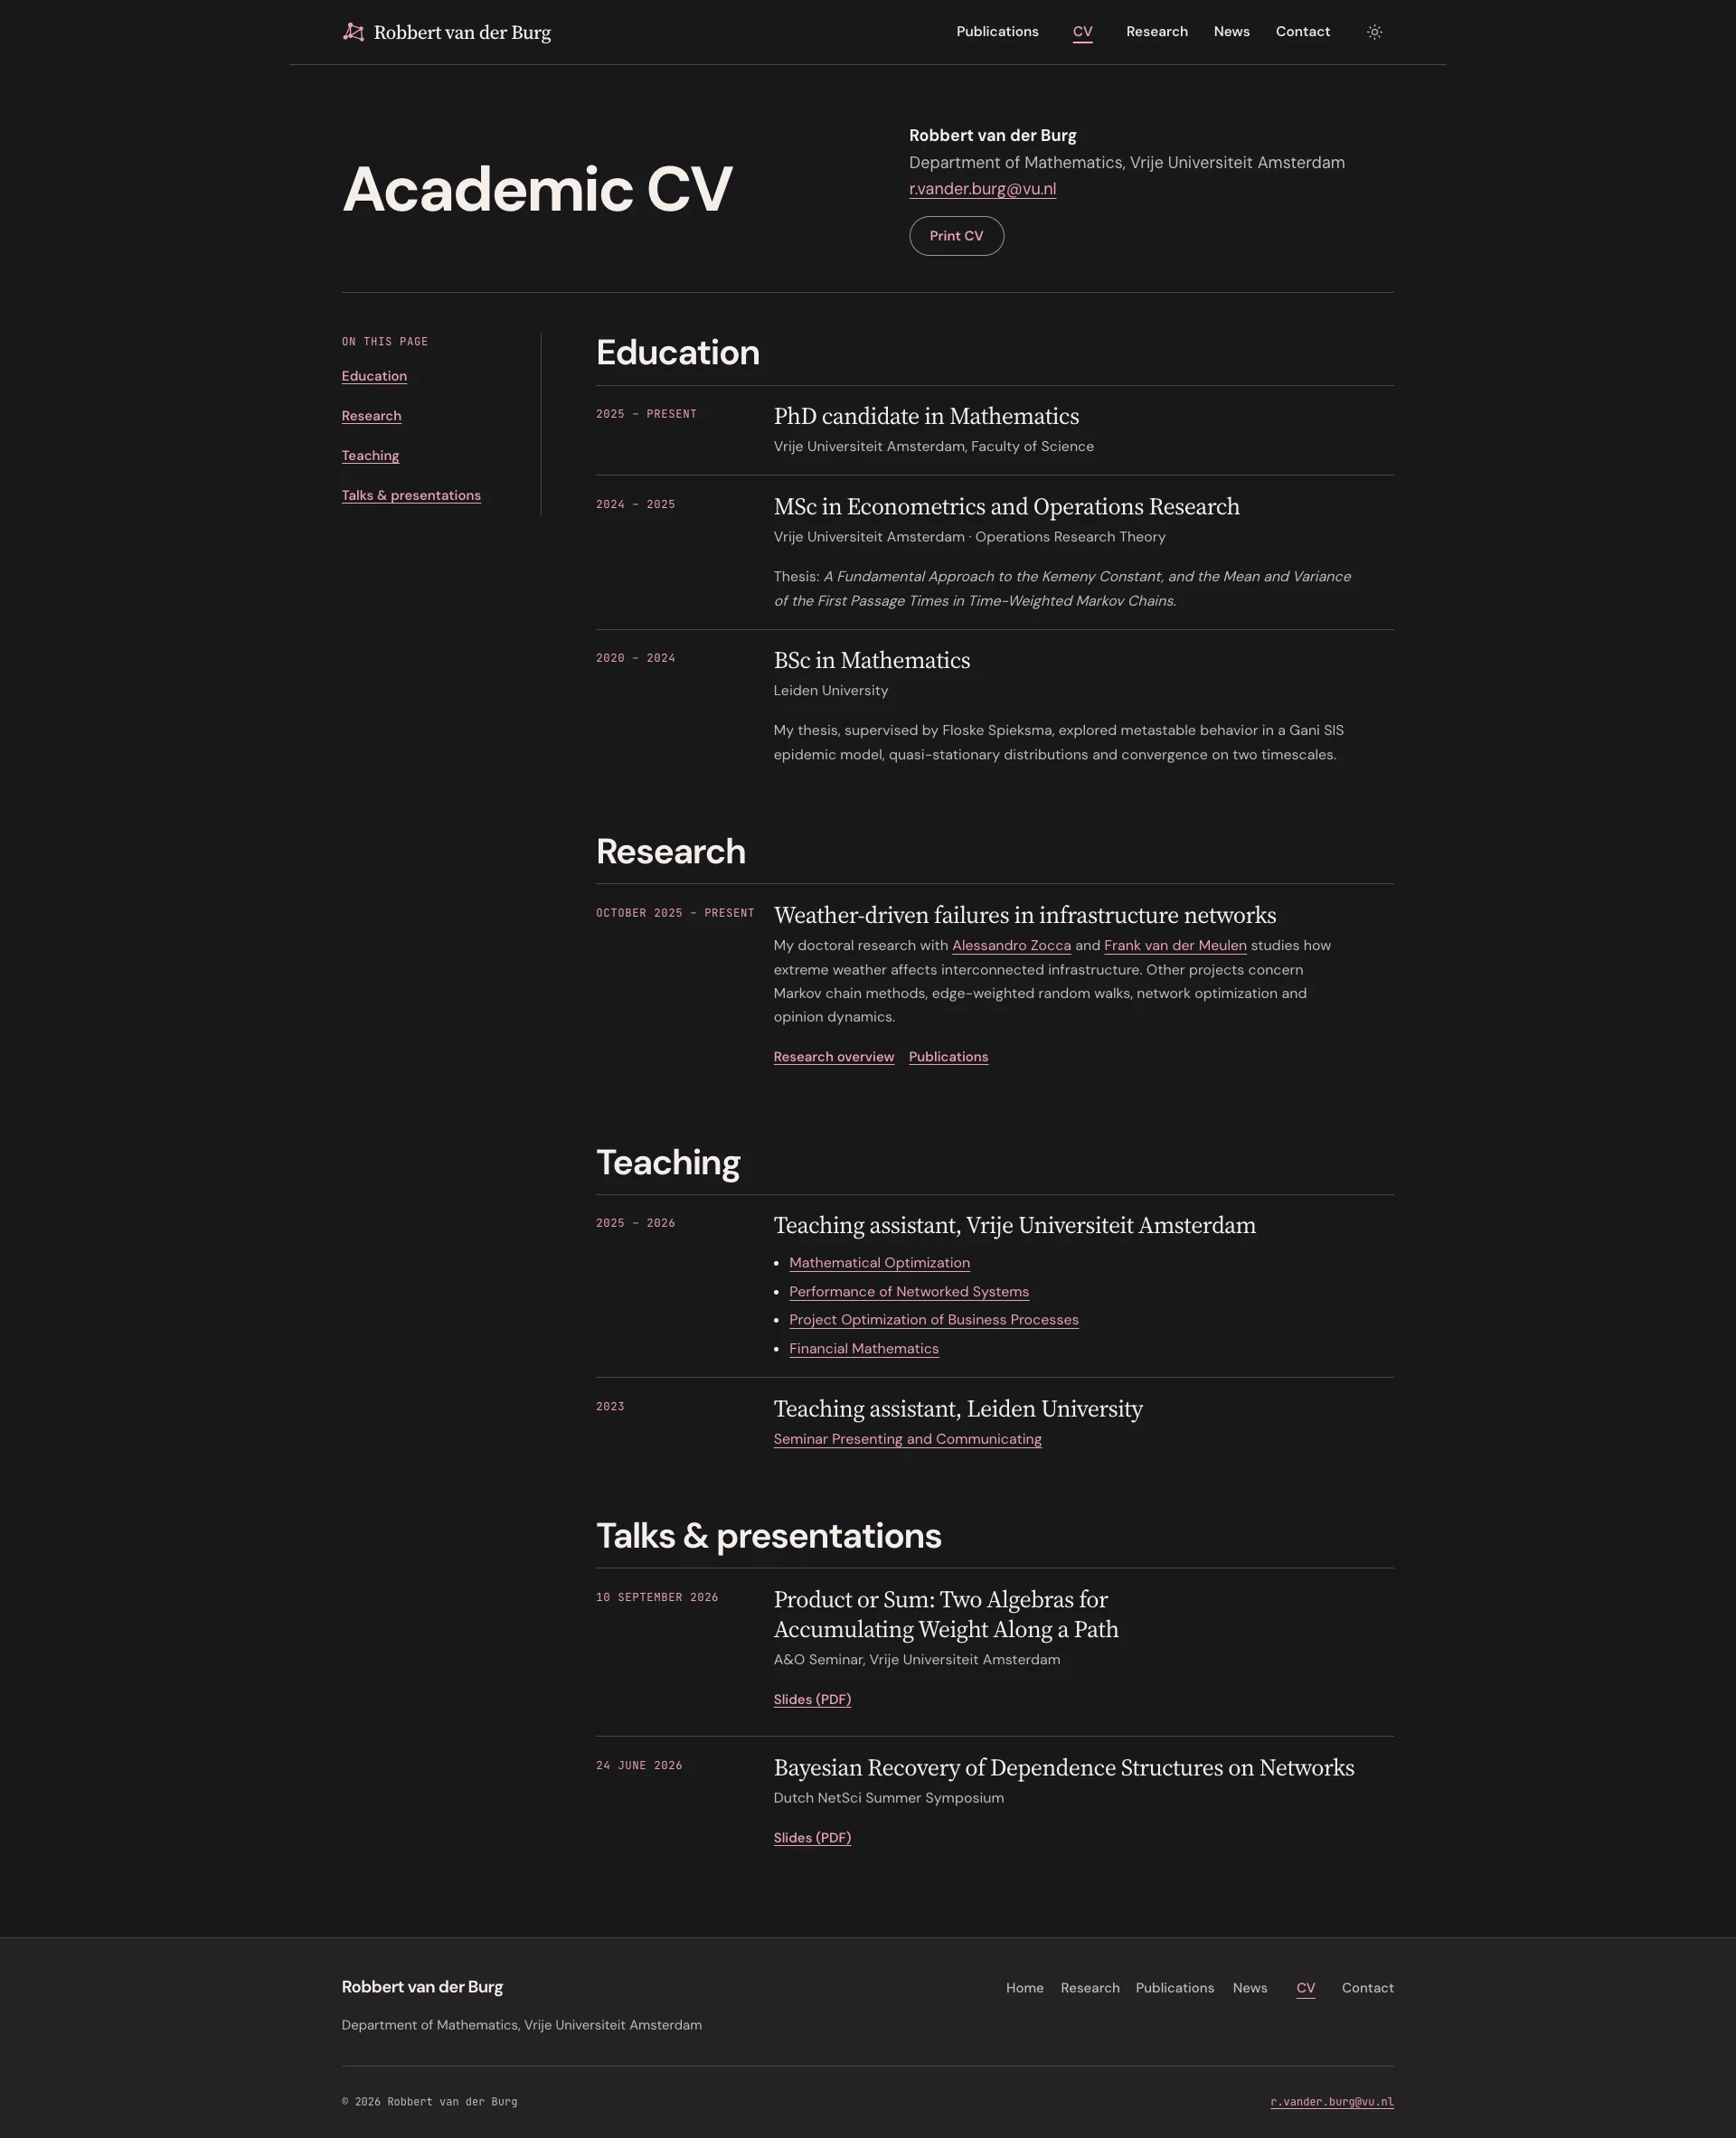 Robbert van der Burg
Publications CV Research News Contact
Academic CV
Robbert van der Burg
Department of Mathematics, Vrije Universiteit Amsterdam
r.vander.burg@vu.nl
Print CV
ON THIS PAGE
Education
Research
Teaching
Talks & presentations
Education
2025 – PRESENT
PhD candidate in Mathematics
Vrije Universiteit Amsterdam, Faculty of Science
2024 – 2025
MSc in Econometrics and Operations Research
Vrije Universiteit Amsterdam · Operations Research Theory
Thesis: A Fundamental Approach to the Kemeny Constant, and the Mean and Variance
of the First Passage Times in Time-Weighted Markov Chains.
2020 – 2024
BSc in Mathematics
Leiden University
My thesis, supervised by Floske Spieksma, explored metastable behavior in a Gani SIS
epidemic model, quasi-stationary distributions and convergence on two timescales.
Research
OCTOBER 2025 – PRESENT
Weather-driven failures in infrastructure networks
My doctoral research with Alessandro Zocca and Frank van der Meulen studies how
extreme weather affects interconnected infrastructure. Other projects concern
Markov chain methods, edge-weighted random walks, network optimization and
opinion dynamics.
Research overview Publications
Teaching
2025 – 2026
Teaching assistant, Vrije Universiteit Amsterdam
• Mathematical Optimization
• Performance of Networked Systems
• Project Optimization of Business Processes
• Financial Mathematics
2023
Teaching assistant, Leiden University
Seminar Presenting and Communicating
Talks & presentations
10 SEPTEMBER 2026
Product or Sum: Two Algebras for
Accumulating Weight Along a Path
A&O Seminar, Vrije Universiteit Amsterdam
Slides (PDF)
24 JUNE 2026
Bayesian Recovery of Dependence Structures on Networks
Dutch NetSci Summer Symposium
Slides (PDF)
Robbert van der Burg
Home Research Publications News CV Contact
Department of Mathematics, Vrije Universiteit Amsterdam
© 2026 Robbert van der Burg
r.vander.burg@vu.nl